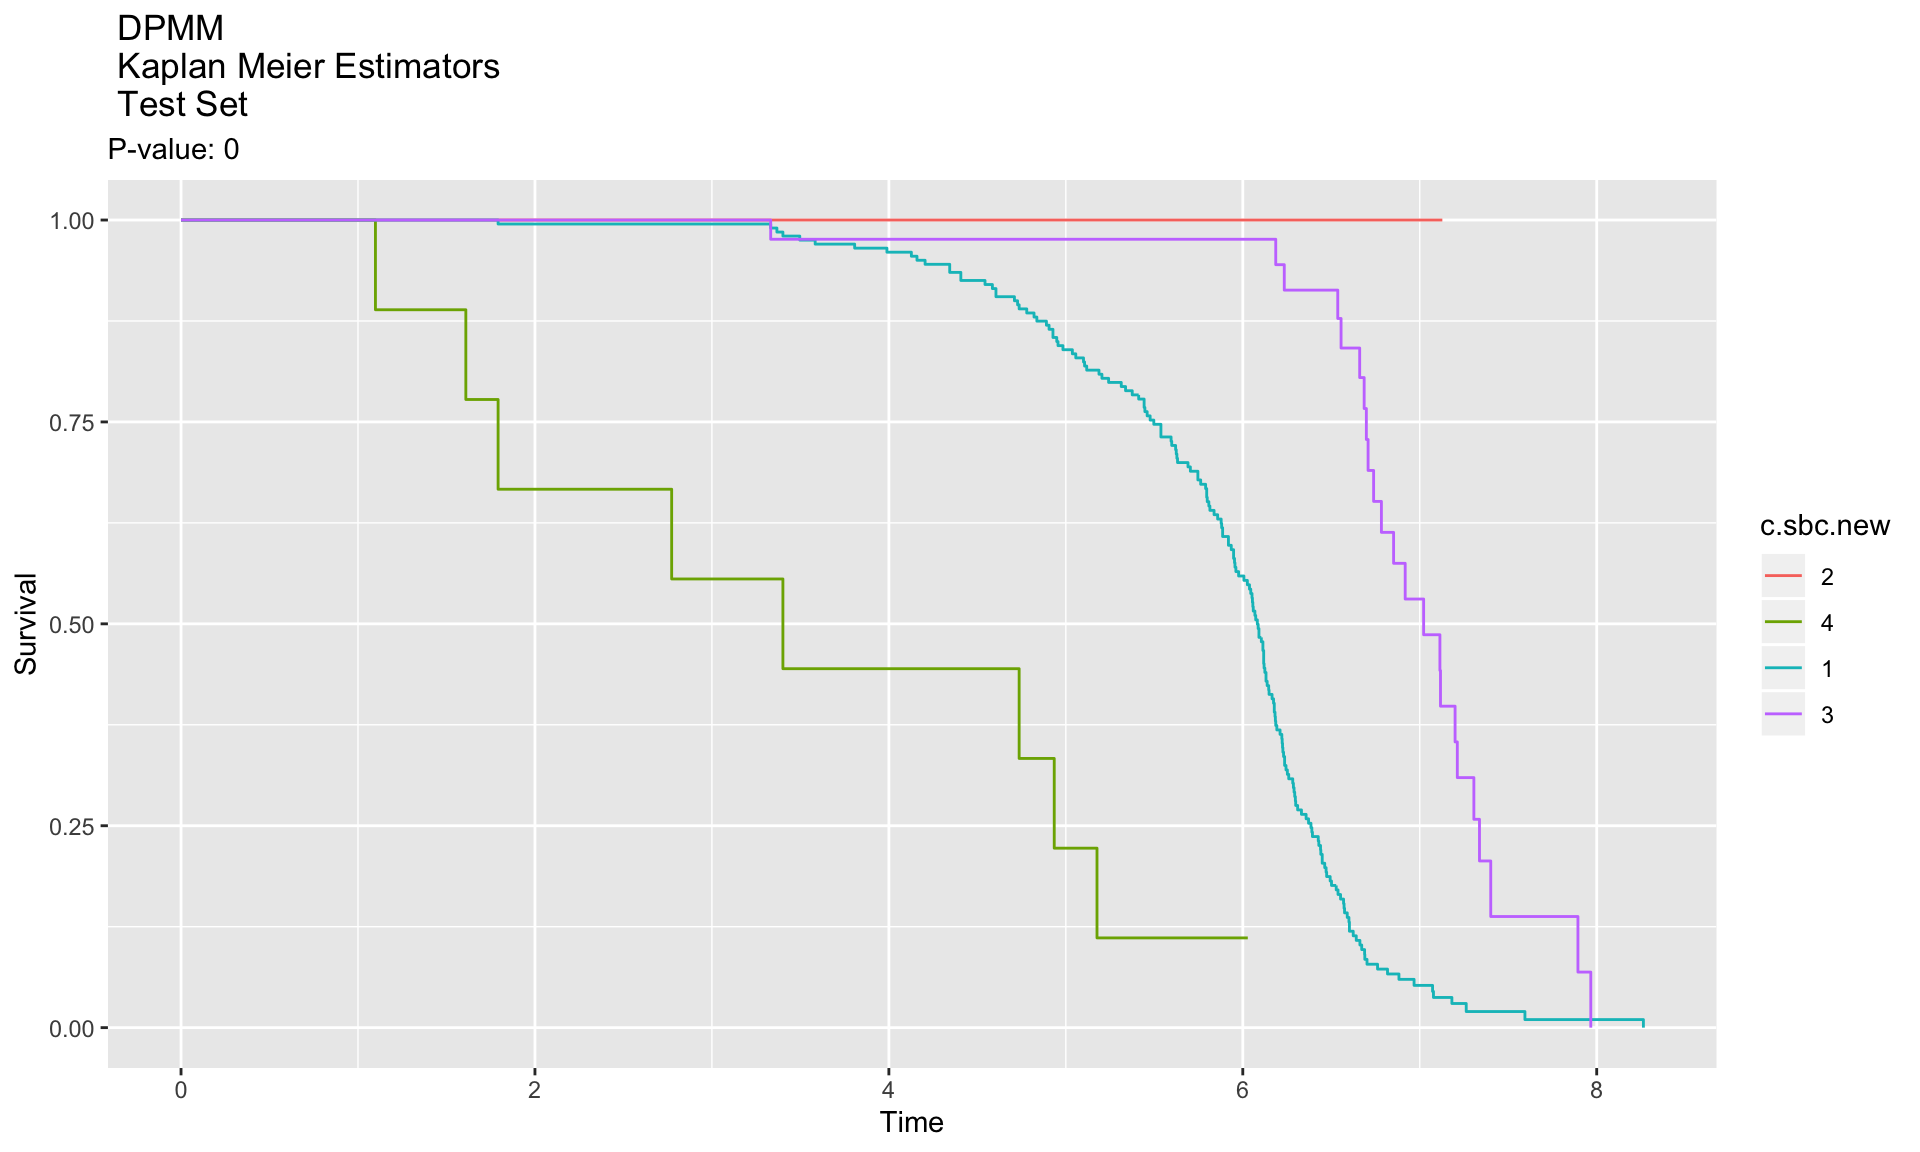 DPMM
Kaplan Meier Estimators
Test Set
P-value: 0
1.00
0.75
0.50
0.25
0.00
Survival
0
2
4
6
8
Time
c.sbc.new
2
4
1
3